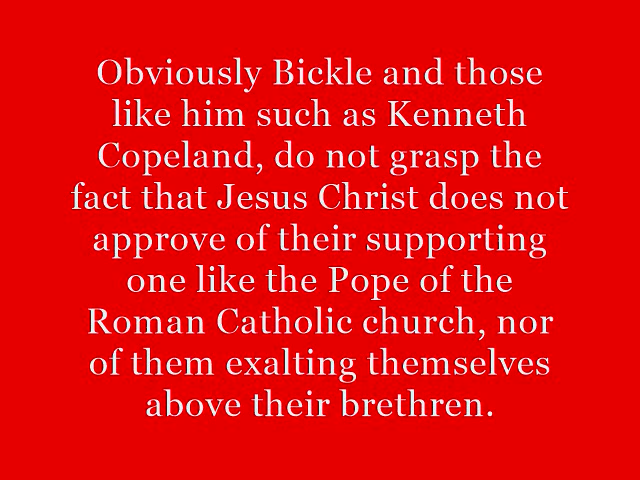 Obviously Bickle and those
like him such as Kenneth
Copeland, do not grasp the
fact that Jesus Christ does not
approve of their supporting
one like the Pope of the
Roman Catholic church, nor
of them exalting themselves
above their brethren.